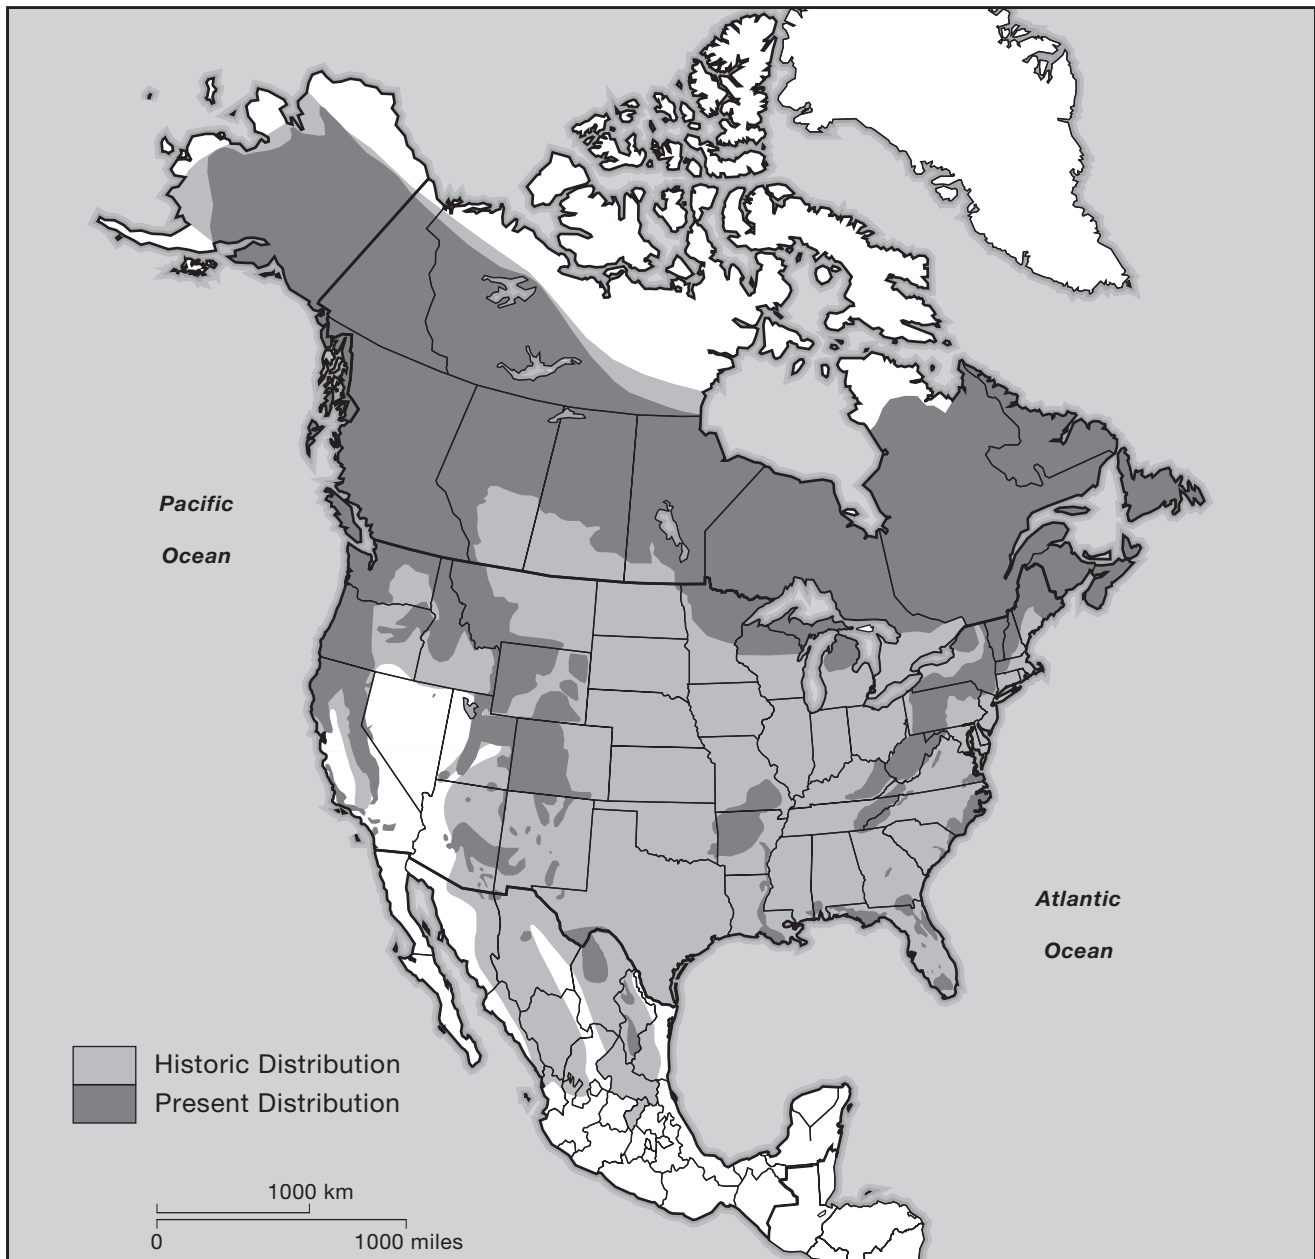 Pacific
Ocean
Atlantic
Ocean
Historic Distribution
Present Distribution
1000 km
0
1000 miles